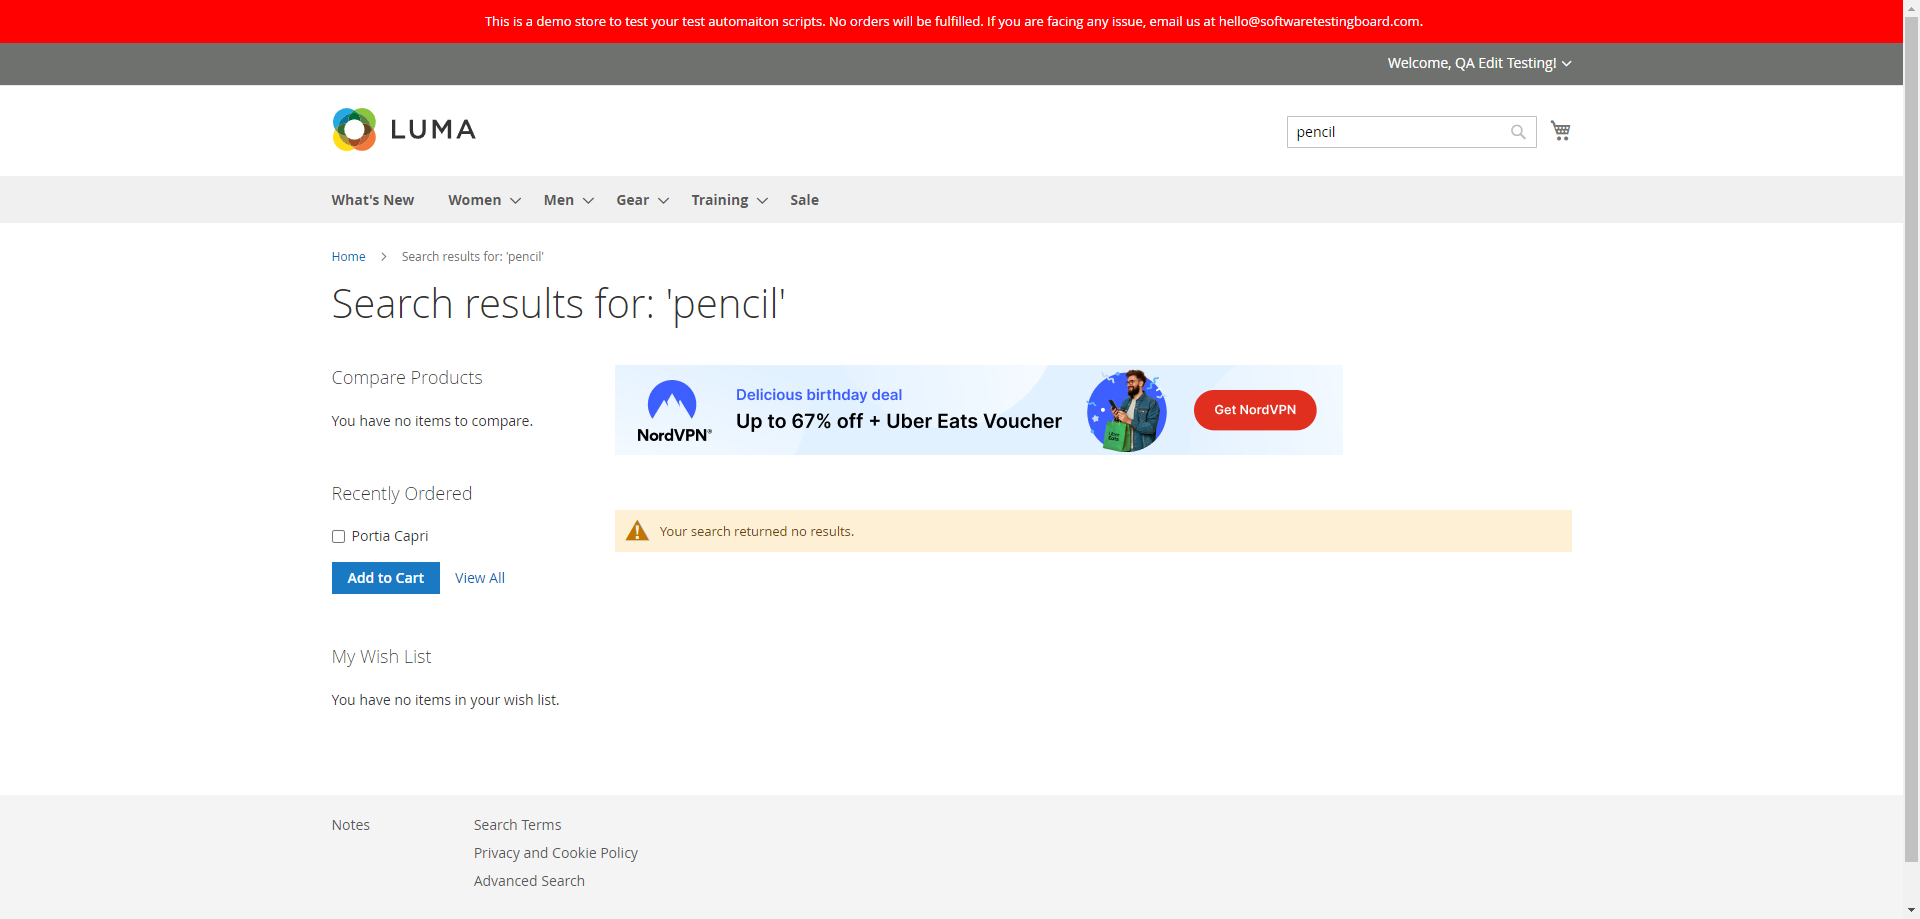 This is a demo store to test your test automaiton scripts. No orders will be fulfilled. If you are facing any issue, email us at hello@softwaretestingboard.com.
Welcome, QA Edit Testing!
LUMA
pencil
What's New Women Men Gear Training Sale
Home Search results for: 'pencil'
Search results for: 'pencil'
Compare Products
You have no items to compare.
NordVPN®
Delicious birthday deal
Up to 67% off + Uber Eats Voucher
Get NordVPN
Recently Ordered
Portia Capri
Add to Cart View All
Your search returned no results.
My Wish List
You have no items in your wish list.
Notes
Search Terms
Privacy and Cookie Policy
Advanced Search